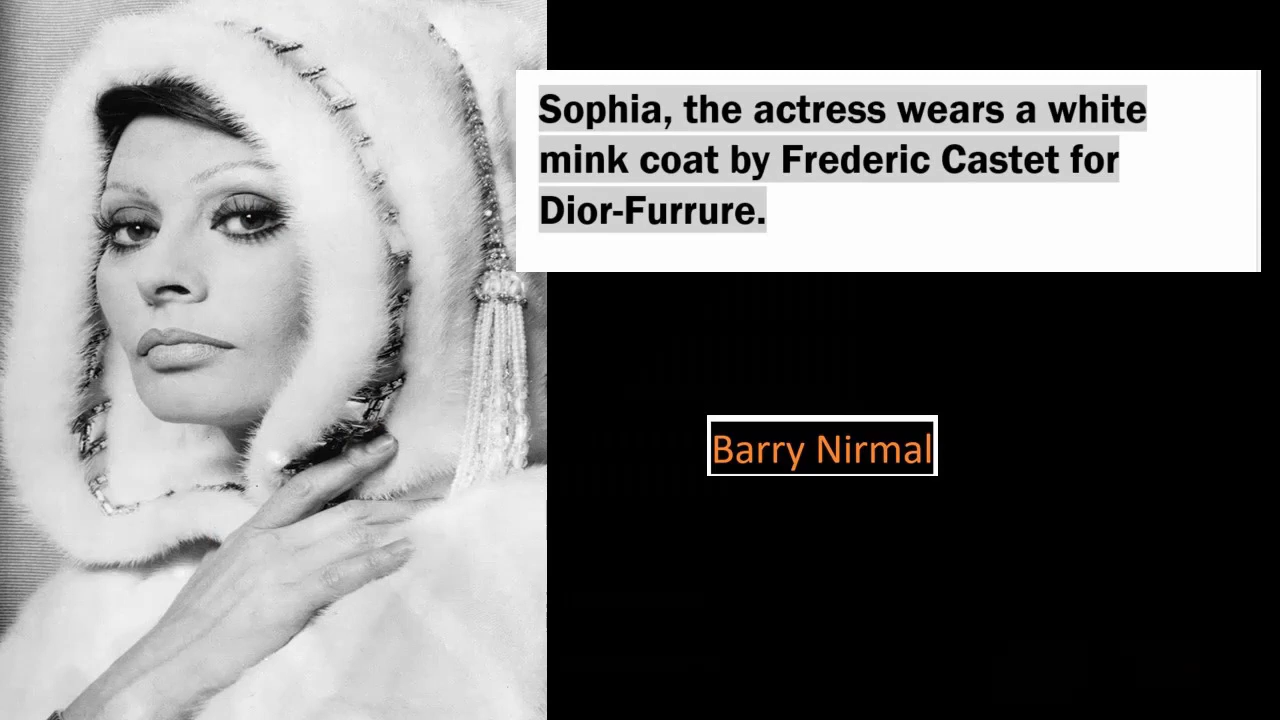 Sophia, the actress wears a white
mink coat by Frederic Castet for
Dior-Furrure.
Barry Nirmal